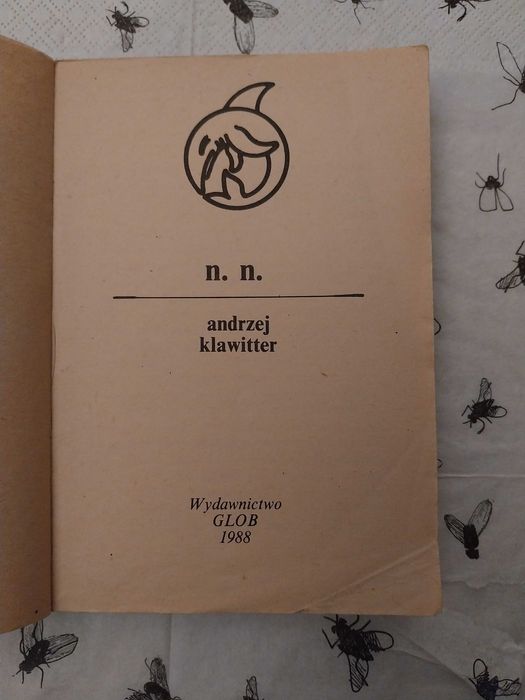 n. n.
andrzej
klawitter
Wydawnictwo
GLOB
1988